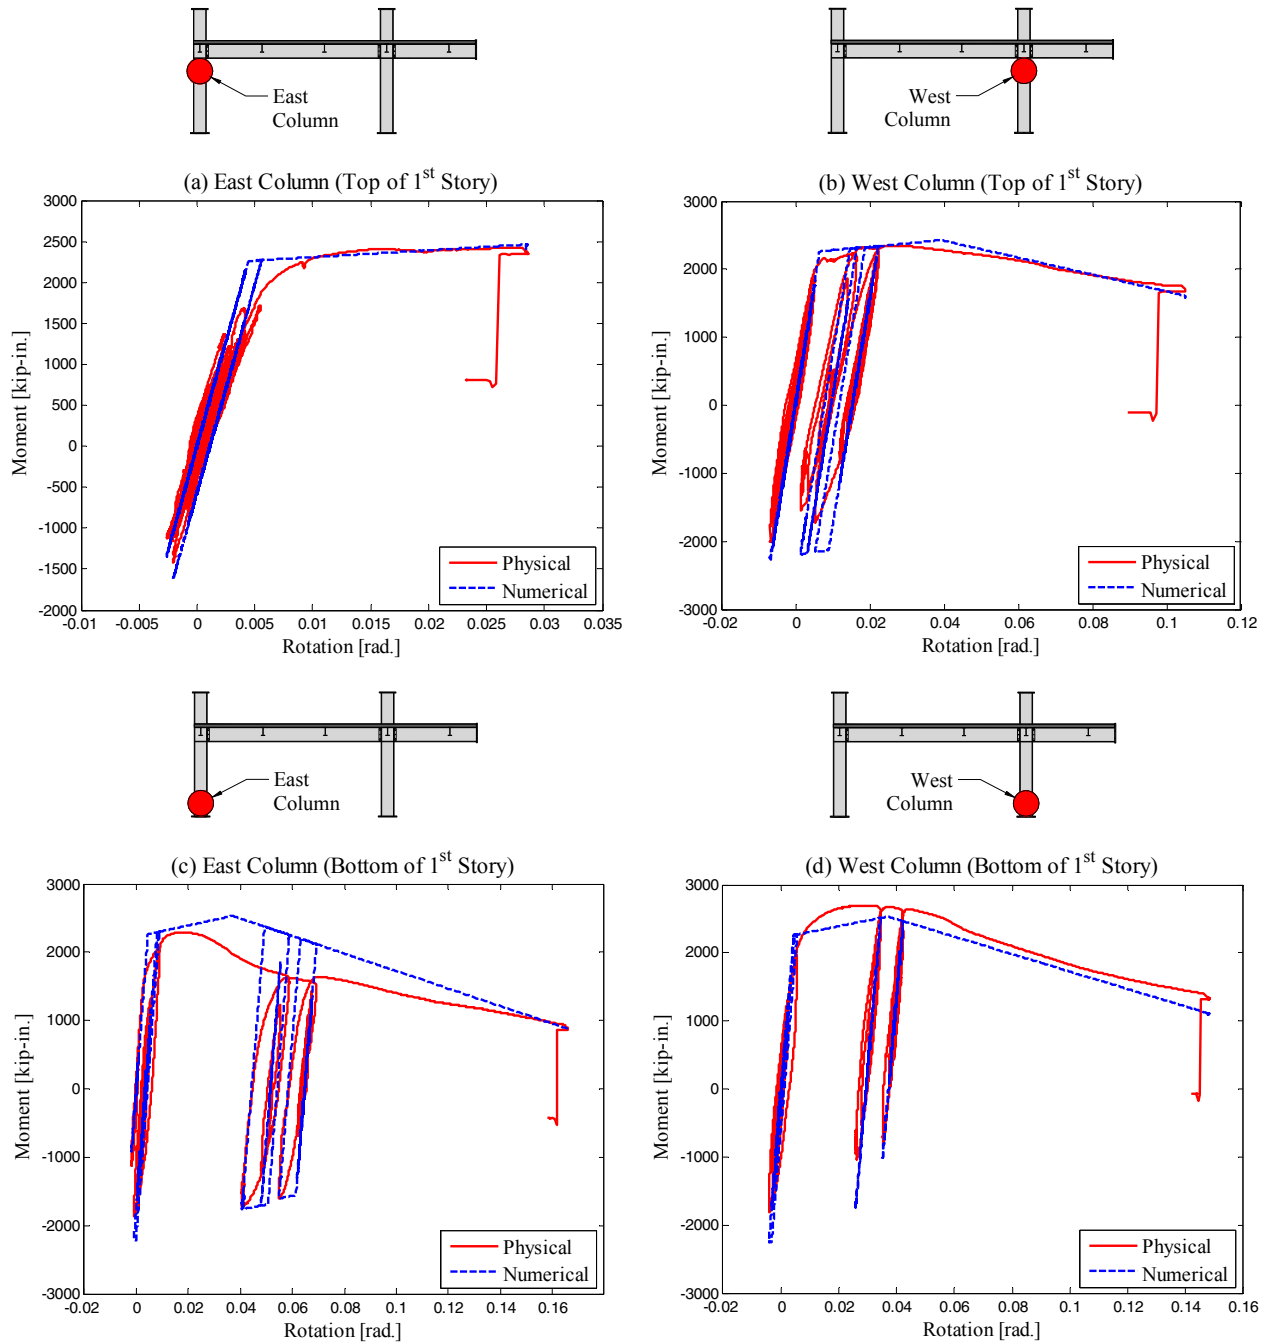 East
Column
West
Column
(a) East Column (Top of 1st Story)
3000
2500
2000
1500
1000
500
0
-500
-1000
-1500
-2000
Moment [kip-in.]
-0.01 -0.005 0 0.005 0.01 0.015 0.02 0.025 0.03 0.035
Rotation [rad.]
Physical
Numerical
(b) West Column (Top of 1st Story)
3000
2000
1000
0
-1000
-2000
-3000
Moment [kip-in.]
-0.02 0 0.02 0.04 0.06 0.08 0.1 0.12
Rotation [rad.]
Physical
Numerical
East
Column
West
Column
(c) East Column (Bottom of 1st Story)
3000
2000
1000
0
-1000
-2000
-3000
Moment [kip-in.]
-0.02 0 0.02 0.04 0.06 0.08 0.1 0.12 0.14 0.16
Rotation [rad.]
Physical
Numerical
(d) West Column (Bottom of 1st Story)
3000
2000
1000
0
-1000
-2000
-3000
Moment [kip-in.]
-0.02 0 0.02 0.04 0.06 0.08 0.1 0.12 0.14 0.16
Rotation [rad.]
Physical
Numerical